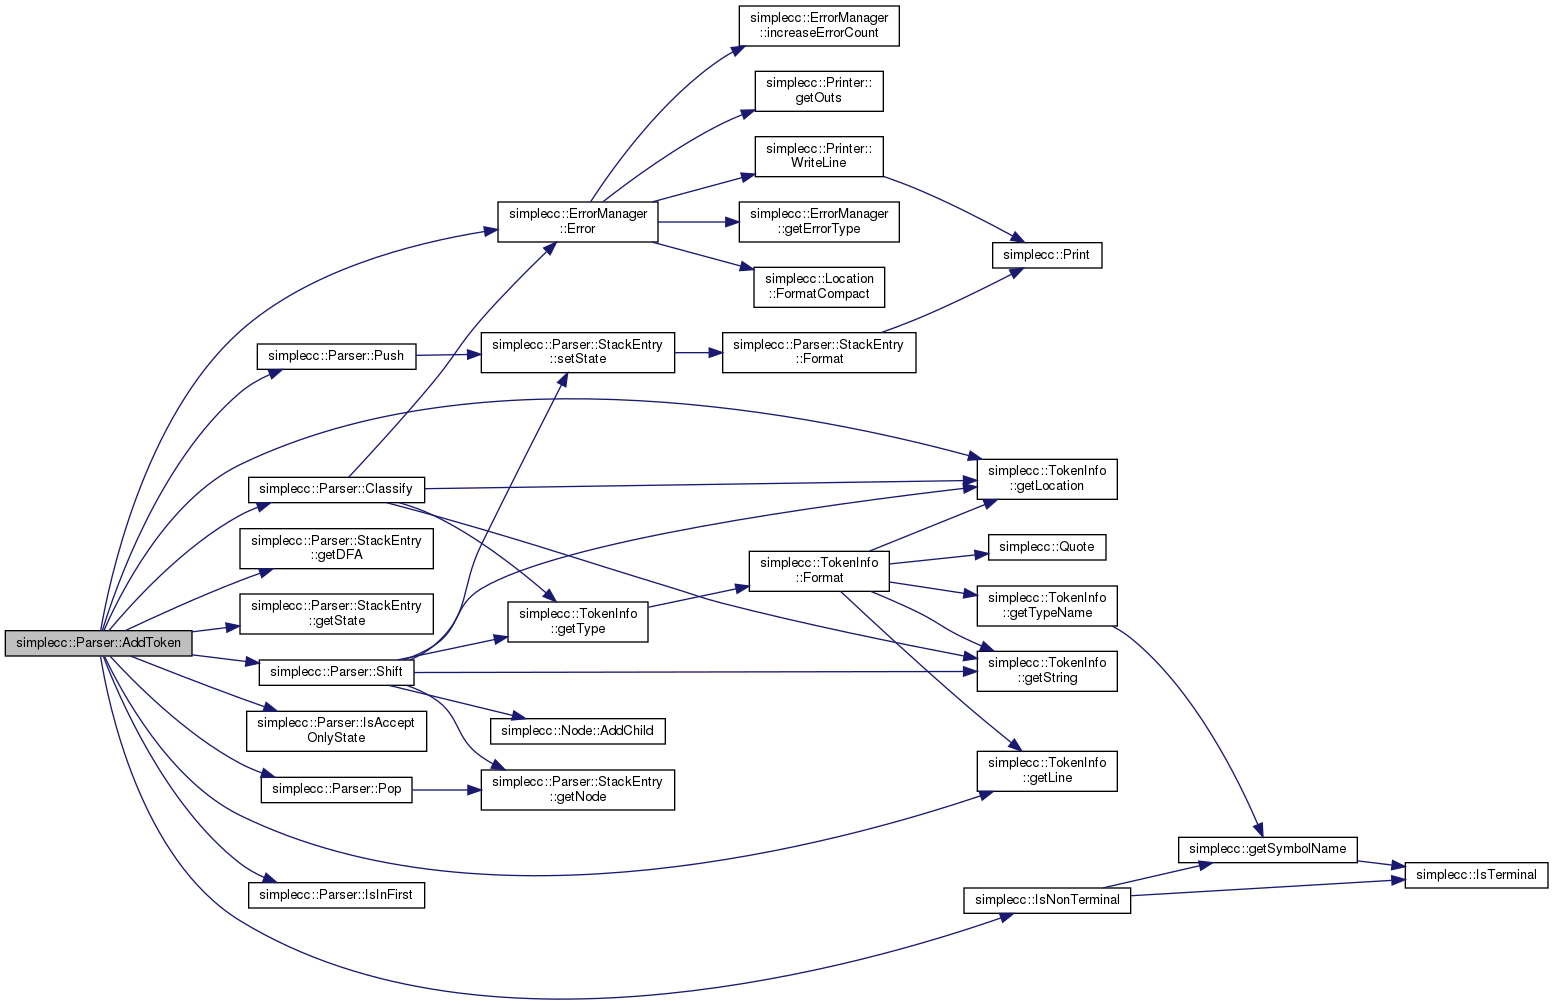 simplecc::ErrorManager
::increaseErrorCount
simplecc::Printer::
getOuts
simplecc::Printer::
WriteLine
simplecc::ErrorManager
::Error
simplecc::ErrorManager
::getErrorType
simplecc::Print
simplecc::Location
::FormatCompact
simplecc::Parser::Push
simplecc::Parser::StackEntry
::setState
simplecc::Parser::StackEntry
::Format
simplecc::Parser::Classify
simplecc::TokenInfo
::getLocation
simplecc::Parser::StackEntry
::getDFA
simplecc::Quote
simplecc::TokenInfo
::Format
simplecc::Parser::StackEntry
::getState
simplecc::TokenInfo
::getType
simplecc::TokenInfo
::getTypeName
simplecc::Parser::AddToken
simplecc::Parser::Shift
simplecc::TokenInfo
::getString
simplecc::Parser::IsAccept
OnlyState
simplecc::Node::AddChild
simplecc::Parser::Pop
simplecc::Parser::StackEntry
::getNode
simplecc::TokenInfo
::getLine
simplecc::getSymbolName
simplecc::IsTerminal
simplecc::Parser::IsInFirst
simplecc::IsNonTerminal